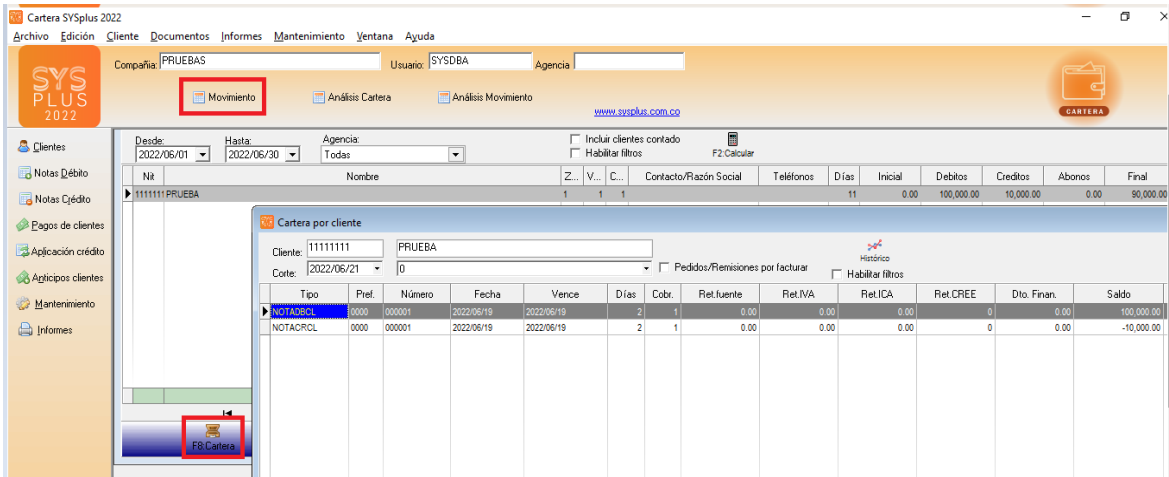 Cartera SYSplus 2022
Archivo Edición Cliente Documentos Informes Mantenimiento Ventana Ayuda
SYS PLUS 2022
Compañia: PRUEBAS Usuario: SYSDBA Agencia
Movimiento Análisis Cartera Análisis Movimiento
www.sysplus.com.co
CARTERA
Clientes
Notas Débito
Notas Crédito
Pagos de clientes
Aplicación crédito
Anticipos clientes
Mantenimiento
Informes
Desde: Hasta: Agencia: Incluir clientes contado
2022/06/01 2022/06/30 Todas Habilitar filtros F2:Calcular
Nit Nombre Z... V... C... Contacto/Razón Social Teléfonos Días Inicial Debitos Creditos Abonos Final
1111111 PRUEBA 1 1 1 11 0.00 100,000.00 10,000.00 0.00 90,000.00
Cartera por cliente
Cliente: 11111111 PRUEBA Histórico
Corte: 2022/06/21 0 Pedidos/Remisiones por facturar Habilitar filtros
Tipo Pref. Número Fecha Vence Días Cobr. Ret.fuente Ret.IVA Ret.ICA Ret.CREE Dto. Finan. Saldo
NOTADBCL 0000 000001 2022/06/19 2022/06/19 2 1 0.00 0.00 0.00 0 0.00 100,000.00
NOTACRCL 0000 000001 2022/06/19 2022/06/19 2 1 0.00 0.00 0.00 0 0.00 -10,000.00
F8:Cartera